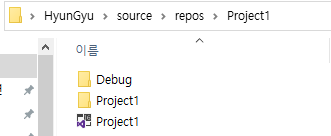 HyunGyu > source > repos > Project1
이름
Debug
Project1
Project1